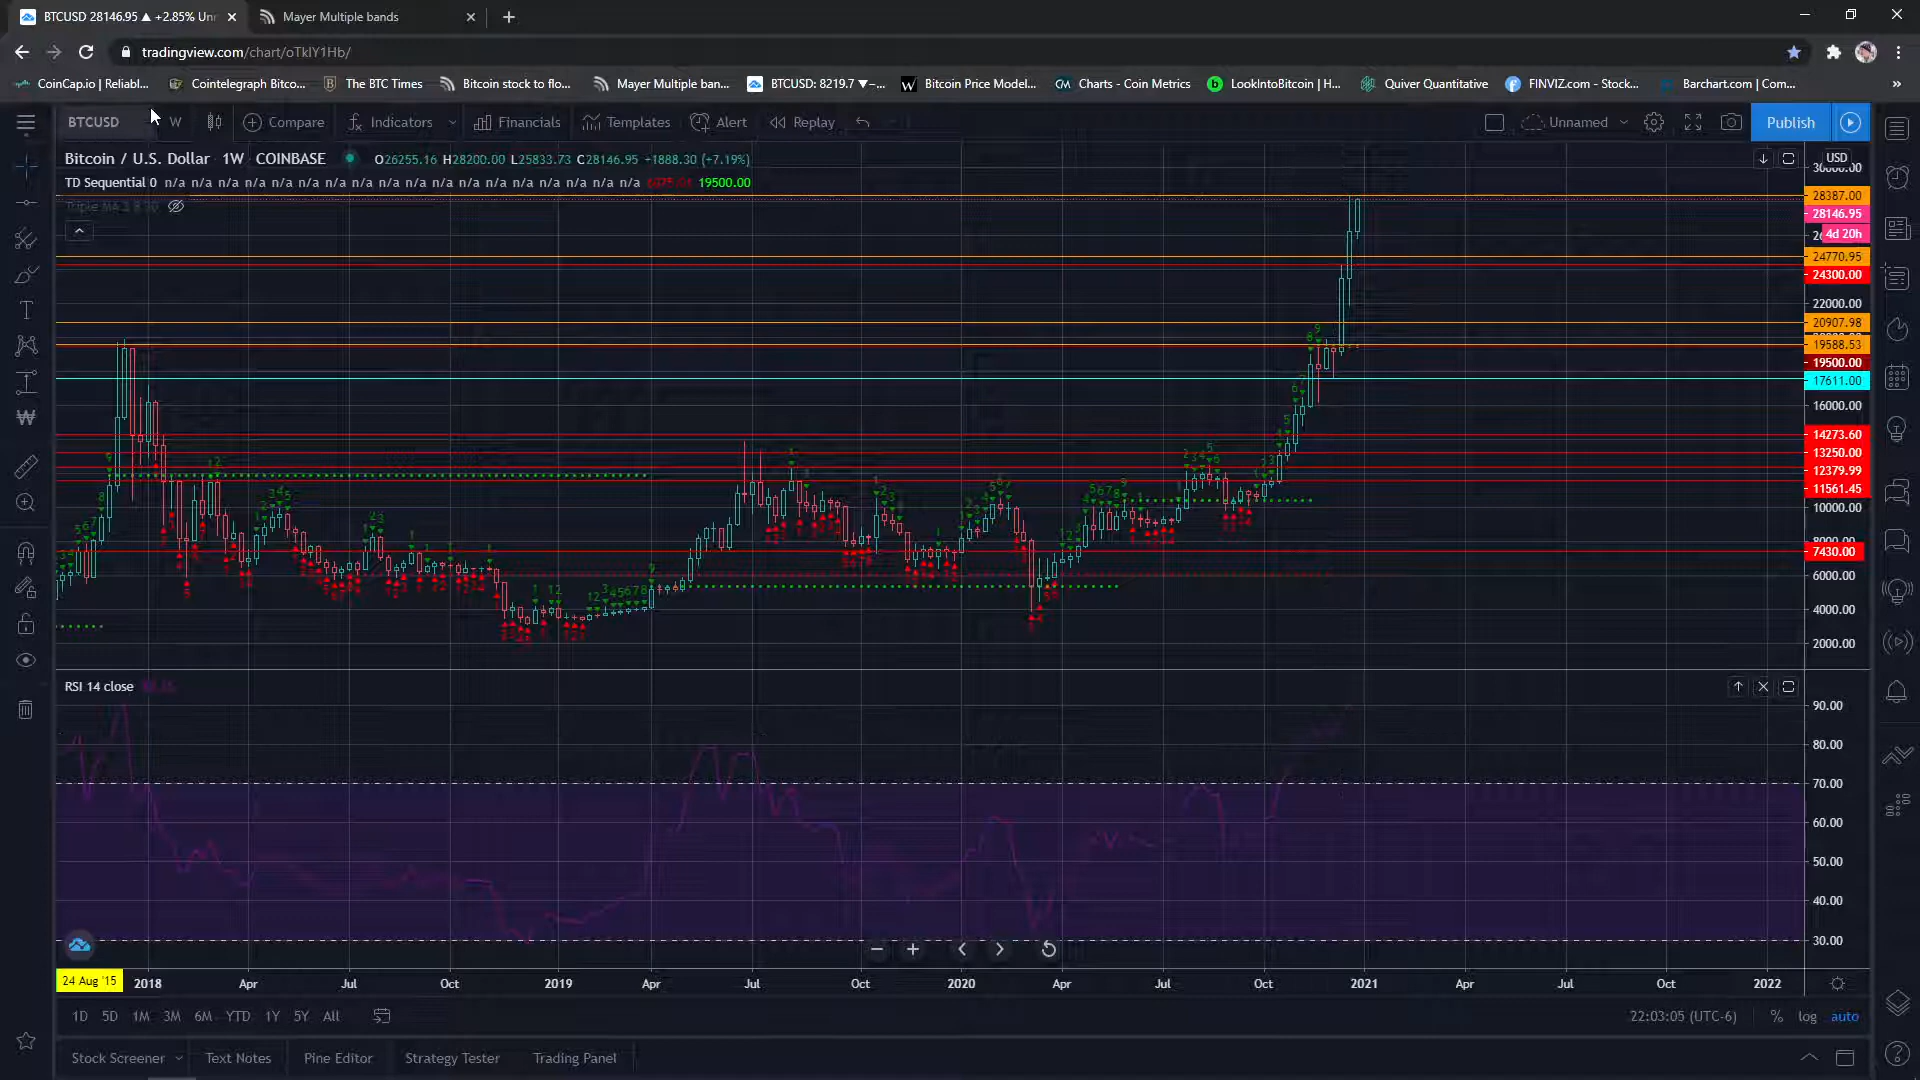 BTCUSD 28146.95 ▲ +2.85% Unn
Mayer Multiple bands
tradingview.com/chart/oTklY1Hb/
CoinCap.io | Reliabl...
Cointelegraph Bitco...
The BTC Times
Bitcoin stock to flo...
Mayer Multiple ban...
BTCUSD: 8219.7 ▼−...
Bitcoin Price Model...
Charts - Coin Metrics
LookIntoBitcoin | H...
Quiver Quantitative
FINVIZ.com - Stock...
Barchart.com | Com...
»
BTCUSD
W
Compare
Indicators
Financials
Templates
Alert
Replay
Unnamed
Publish
Bitcoin / U.S. Dollar 1W COINBASE
O26255.16 H28200.00 L25833.73 C28146.95 +1888.30 (+7.19%)
TD Sequential 0 n/a n/a n/a n/a n/a n/a n/a n/a n/a n/a n/a n/a n/a n/a n/a n/a n/a n/a 19500.00
USD
30000.00
28387.00
28146.95
4d 20h
24770.95
24300.00
22000.00
20907.98
19588.53
19500.00
17611.00
16000.00
14273.60
13250.00
12379.99
11561.45
10000.00
8000.00
7430.00
6000.00
4000.00
2000.00
RSI 14 close
90.00
80.00
70.00
60.00
50.00
40.00
30.00
24 Aug '15
2018
Apr
Jul
Oct
2019
Apr
Jul
Oct
2020
Apr
Jul
Oct
2021
Apr
Jul
Oct
2022
1D 5D 1M 3M 6M YTD 1Y 5Y All
22:03:05 (UTC-6)
% log auto
Stock Screener
Text Notes
Pine Editor
Strategy Tester
Trading Panel